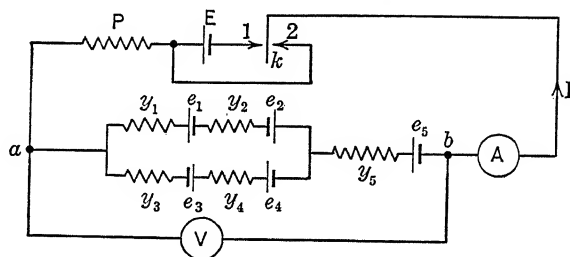 P E 1 2
k
I
y₁ e₁ y₂ e₂
e₅
a b A
y₃ e₃ y₄ e₄ y₅
V